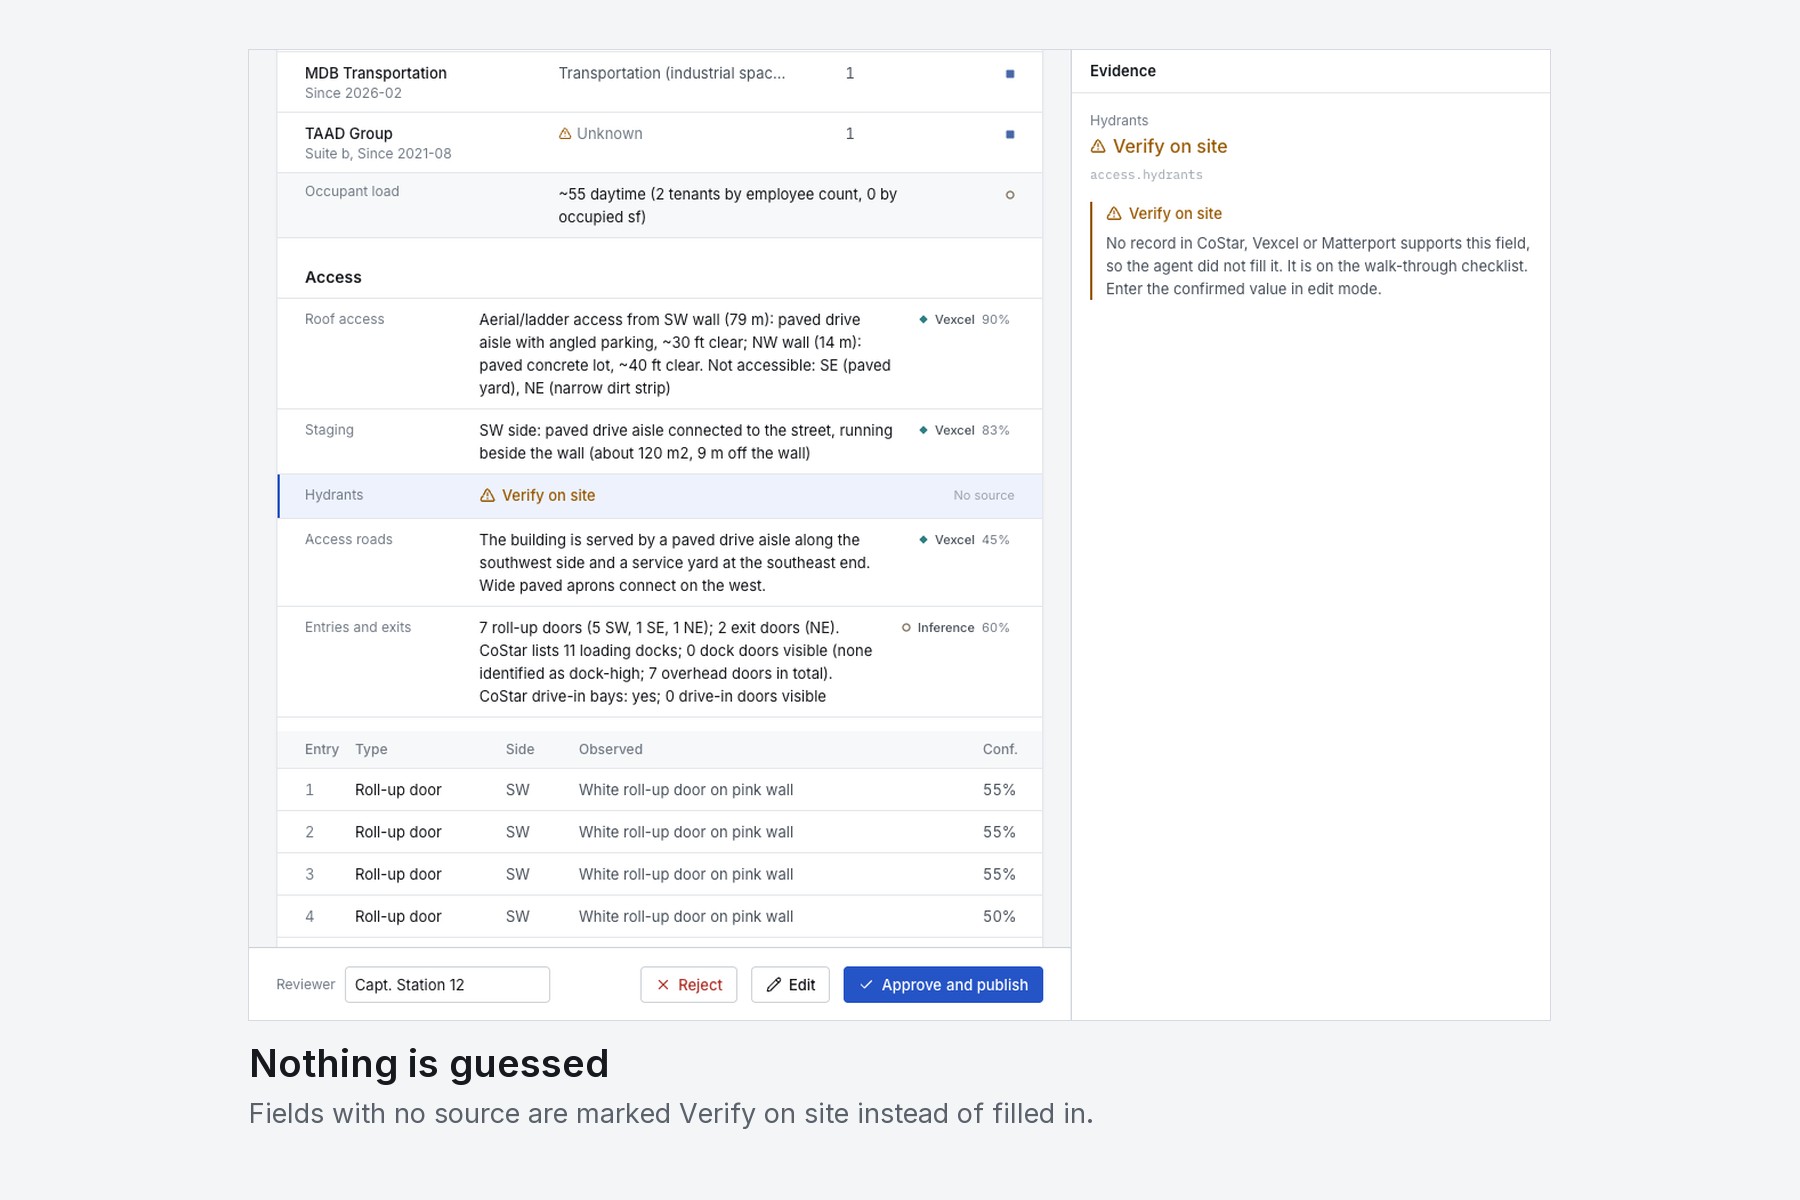 MDB Transportation
Since 2026-02
Transportation (industrial spac...
1
TAAD Group
Suite b, Since 2021-08
Unknown
1
Occupant load
~55 daytime (2 tenants by employee count, 0 by
occupied sf)
Access
Roof access
Aerial/ladder access from SW wall (79 m): paved drive
aisle with angled parking, ~30 ft clear; NW wall (14 m):
paved concrete lot, ~40 ft clear. Not accessible: SE (paved
yard), NE (narrow dirt strip)
Vexcel 90%
Staging
SW side: paved drive aisle connected to the street, running
beside the wall (about 120 m2, 9 m off the wall)
Vexcel 83%
Hydrants
Verify on site
No source
Access roads
The building is served by a paved drive aisle along the
southwest side and a service yard at the southeast end.
Wide paved aprons connect on the west.
Vexcel 45%
Entries and exits
7 roll-up doors (5 SW, 1 SE, 1 NE); 2 exit doors (NE).
CoStar lists 11 loading docks; 0 dock doors visible (none
identified as dock-high; 7 overhead doors in total).
CoStar drive-in bays: yes; 0 drive-in doors visible
Inference 60%
Entry Type Side Observed Conf.
1 Roll-up door SW White roll-up door on pink wall 55%
2 Roll-up door SW White roll-up door on pink wall 55%
3 Roll-up door SW White roll-up door on pink wall 55%
4 Roll-up door SW White roll-up door on pink wall 50%
Reviewer Capt. Station 12 Reject Edit Approve and publish
Evidence
Hydrants
Verify on site
access.hydrants
Verify on site
No record in CoStar, Vexcel or Matterport supports this field,
so the agent did not fill it. It is on the walk-through checklist.
Enter the confirmed value in edit mode.
Nothing is guessed
Fields with no source are marked Verify on site instead of filled in.